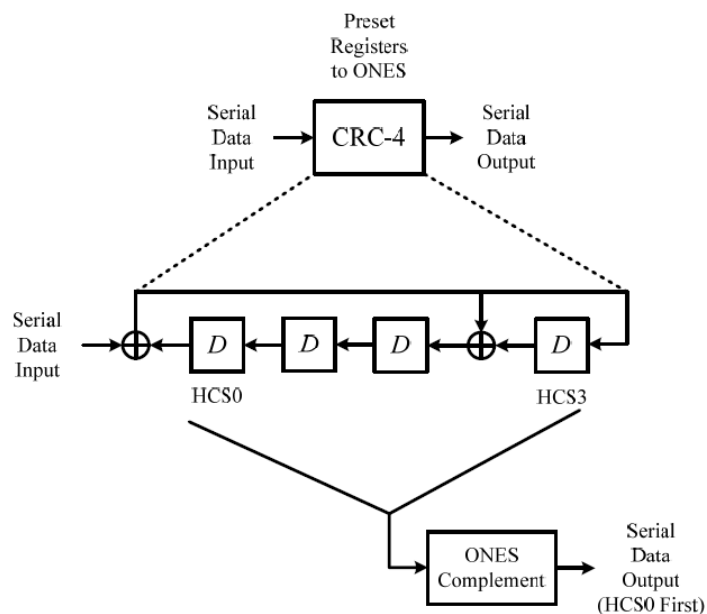 Preset
Registers
to ONES
Serial
Data
Input
CRC-4
Serial
Data
Output
Serial
Data
Input
D
D
D
D
HCS0
HCS3
ONES
Complement
Serial
Data
Output
(HCS0 First)